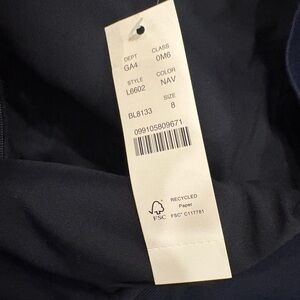 DEPT CLASS
GA4 0M6
STYLE COLOR
L6602 NAV
SIZE
BL8133 8
099105809671
RECYCLED
Paper
FSC FSC® C117781